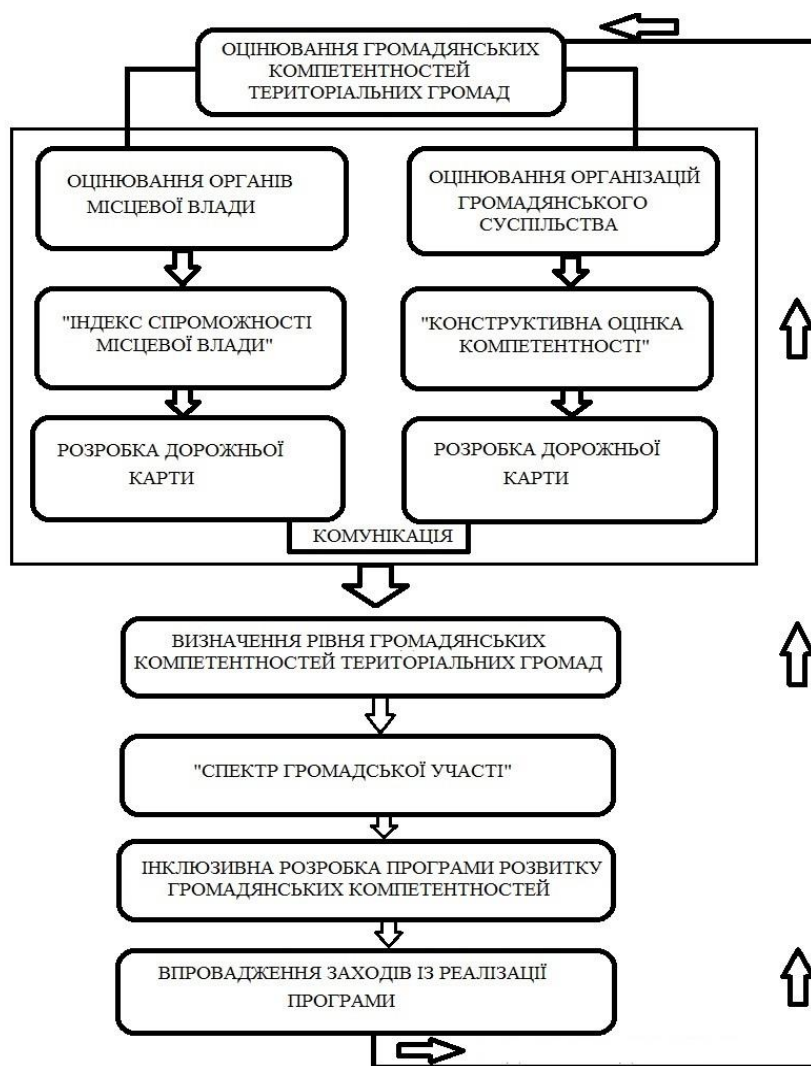 ОЦІНЮВАННЯ ГРОМАДЯНСЬКИХ
КОМПЕТЕНТНОСТЕЙ
ТЕРИТОРІАЛЬНИХ ГРОМАД
ОЦІНЮВАННЯ ОРГАНІВ
МІСЦЕВОЇ ВЛАДИ
"ІНДЕКС СПРОМОЖНОСТІ
МІСЦЕВОЇ ВЛАДИ"
РОЗРОБКА ДОРОЖНЬОЇ
КАРТИ
ОЦІНЮВАННЯ ОРГАНІЗАЦІЙ
ГРОМАДЯНСЬКОГО
СУСПІЛЬСТВА
"КОНСТРУКТИВНА ОЦІНКА
КОМПЕТЕНТНОСТІ"
РОЗРОБКА ДОРОЖНЬОЇ
КАРТИ
КОМУНІКАЦІЯ
ВИЗНАЧЕННЯ РІВНЯ ГРОМАДЯНСЬКИХ
КОМПЕТЕНТНОСТЕЙ ТЕРИТОРІАЛЬНИХ ГРОМАД
"СПЕКТР ГРОМАДСЬКОЇ УЧАСТІ"
ІНКЛЮЗИВНА РОЗРОБКА ПРОГРАМИ РОЗВИТКУ
ГРОМАДЯНСЬКИХ КОМПЕТЕНТНОСТЕЙ
ВПРОВАДЖЕННЯ ЗАХОДІВ ІЗ РЕАЛІЗАЦІЇ
ПРОГРАМИ